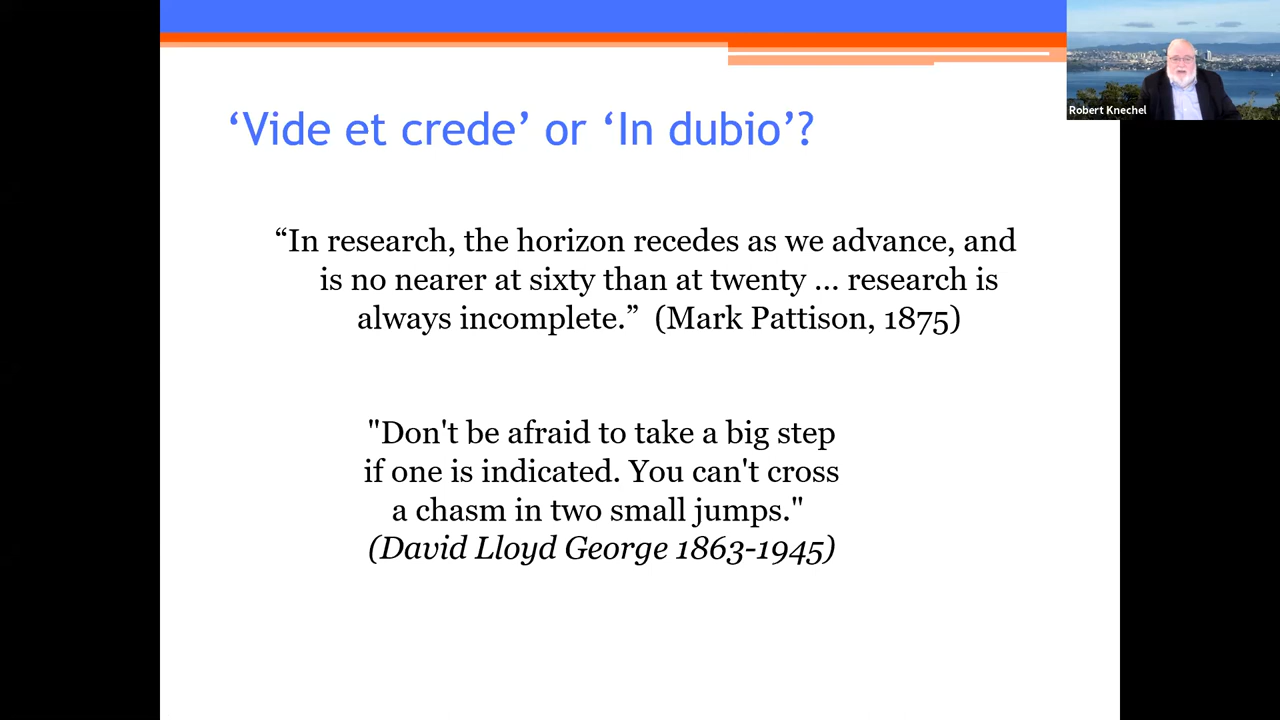 Robert Knechel
‘Vide et crede’ or ‘In dubio’?
“In research, the horizon recedes as we advance, and
is no nearer at sixty than at twenty ... research is
always incomplete.” (Mark Pattison, 1875)
"Don't be afraid to take a big step
if one is indicated. You can't cross
a chasm in two small jumps."
(David Lloyd George 1863-1945)